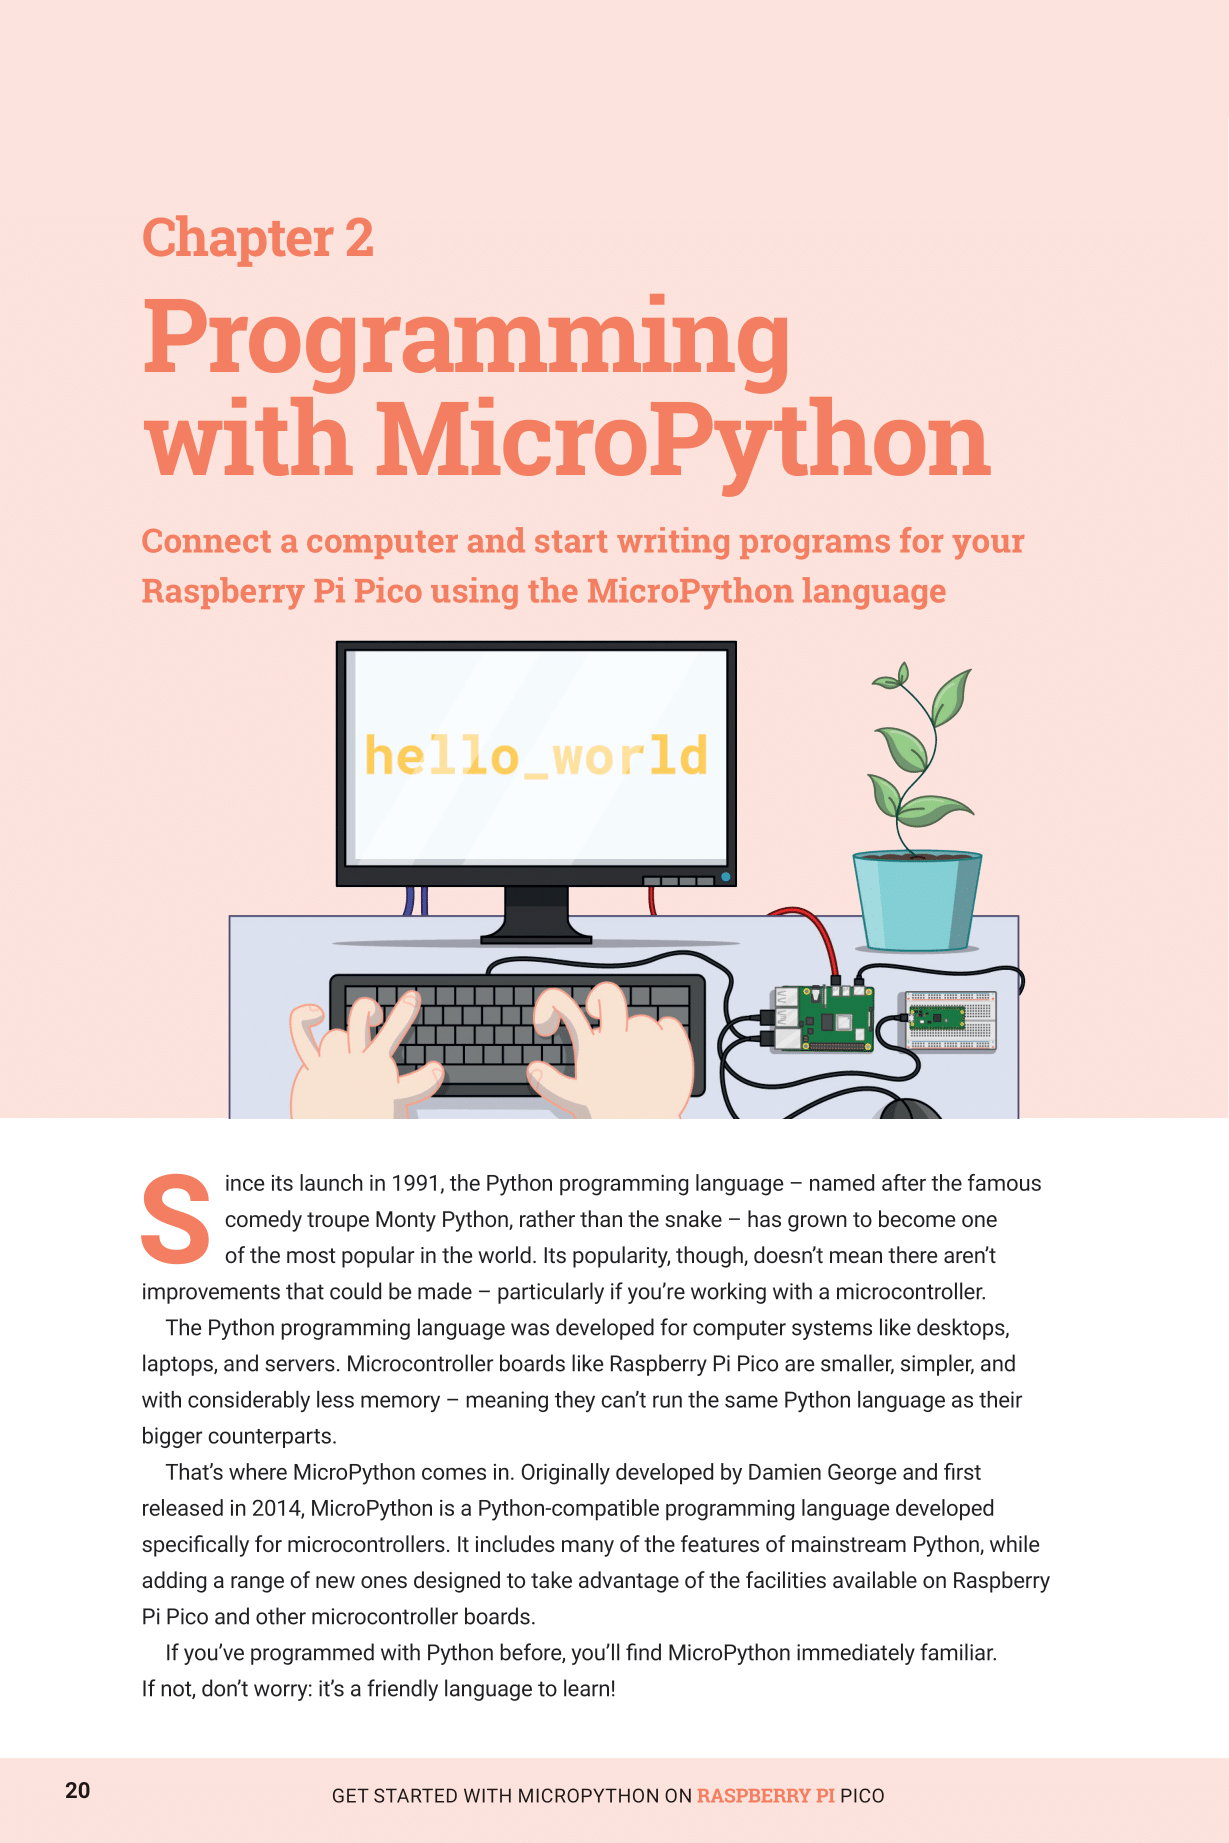 Chapter 2
Programming
with MicroPython
Connect a computer and start writing programs for your
Raspberry Pi Pico using the MicroPython language
hello_world
Since its launch in 1991, the Python programming language – named after the famous
comedy troupe Monty Python, rather than the snake – has grown to become one
of the most popular in the world. Its popularity, though, doesn’t mean there aren’t
improvements that could be made – particularly if you’re working with a microcontroller.
The Python programming language was developed for computer systems like desktops,
laptops, and servers. Microcontroller boards like Raspberry Pi Pico are smaller, simpler, and
with considerably less memory – meaning they can’t run the same Python language as their
bigger counterparts.
That’s where MicroPython comes in. Originally developed by Damien George and first
released in 2014, MicroPython is a Python-compatible programming language developed
specifically for microcontrollers. It includes many of the features of mainstream Python, while
adding a range of new ones designed to take advantage of the facilities available on Raspberry
Pi Pico and other microcontroller boards.
If you’ve programmed with Python before, you’ll find MicroPython immediately familiar.
If not, don’t worry: it’s a friendly language to learn!
20
GET STARTED WITH MICROPYTHON ON RASPBERRY PI PICO